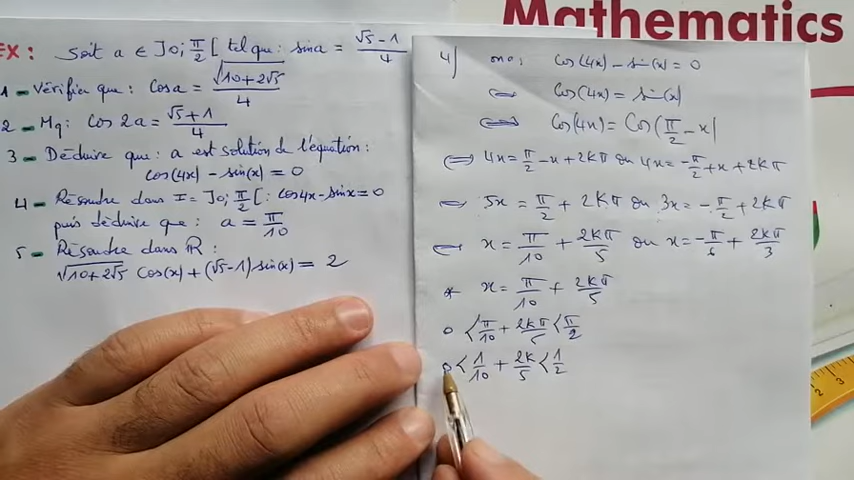 Mathematics
EX: Soit a ∈ ]0; π/2[ tel que: sin a = (√5-1)/4
1 - Vérifier que: cos a = √(10+2√5)/4
2 - Mq: cos 2a = (√5+1)/4
3 - Déduire que: a est solution de l'équation:
cos(4x) - sin(x) = 0
4 - Résoudre dans I = ]0; π/2[: cos4x - sinx = 0
puis déduire que: a = π/10
5 - Résoudre dans ℝ:
√(10+2√5) cos(x) + (√5-1) sin(x) = 2
4) on a: cos(4x) - sin(x) = 0
⟺ cos(4x) = sin(x)
⟺ cos(4x) = cos(π/2 - x)
⟺ 4x = π/2 - x + 2kπ ou 4x = -π/2 + x + 2kπ
⟺ 5x = π/2 + 2kπ ou 3x = -π/2 + 2kπ
⟺ x = π/10 + 2kπ/5 ou x = -π/6 + 2kπ/3
* x = π/10 + 2kπ/5
0 < π/10 + 2kπ/5 < π/2
0 < 1/10 + 2k/5 < 1/2
2